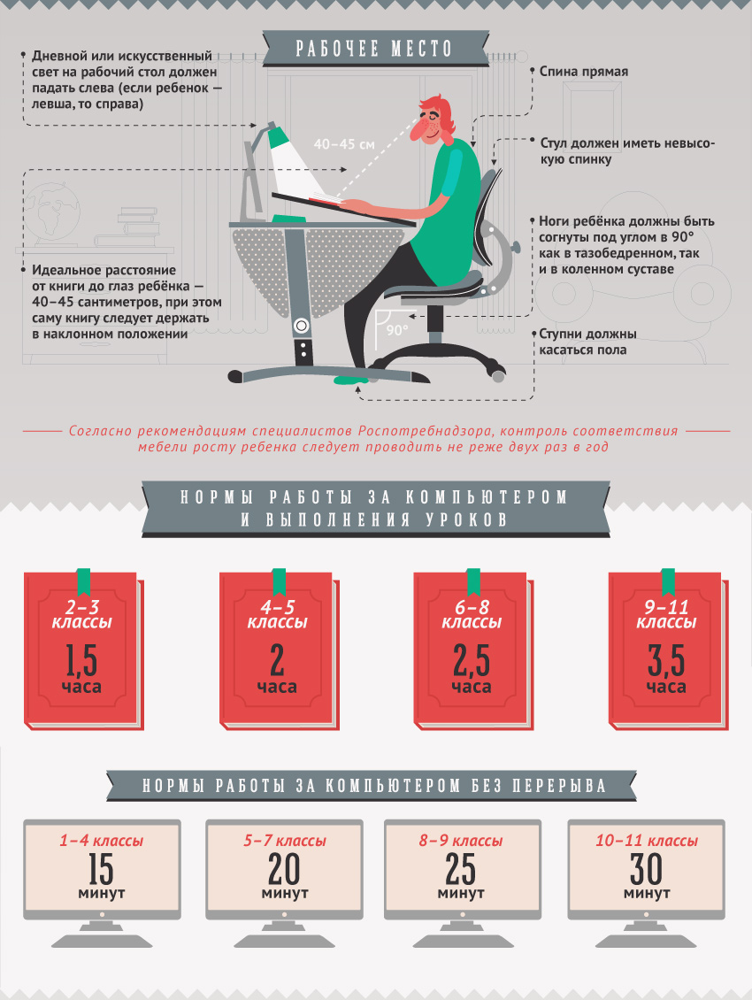 РАБОЧЕЕ МЕСТО
Дневной или искусственный
свет на рабочий стол должен
падать слева (если ребенок —
левша, то справа)
Спина прямая
40–45 см
Стул должен иметь невысо-
кую спинку
Ноги ребёнка должны быть
согнуты под углом в 90°
как в тазобедренном, так
и в коленном суставе
Идеальное расстояние
от книги до глаз ребёнка —
40–45 сантиметров, при этом
саму книгу следует держать
в наклонном положении
90°
Ступни должны
касаться пола
Согласно рекомендациям специалистов Роспотребнадзора, контроль соответствия
мебели росту ребенка следует проводить не реже двух раз в год
НОРМЫ РАБОТЫ ЗА КОМПЬЮТЕРОМ
И ВЫПОЛНЕНИЯ УРОКОВ
2–3
классы
1,5
часа
4–5
классы
2
часа
6–8
классы
2,5
часа
9–11
классы
3,5
часа
НОРМЫ РАБОТЫ ЗА КОМПЬЮТЕРОМ БЕЗ ПЕРЕРЫВА
1–4 классы
15
минут
5–7 классы
20
минут
8–9 классы
25
минут
10–11 классы
30
минут